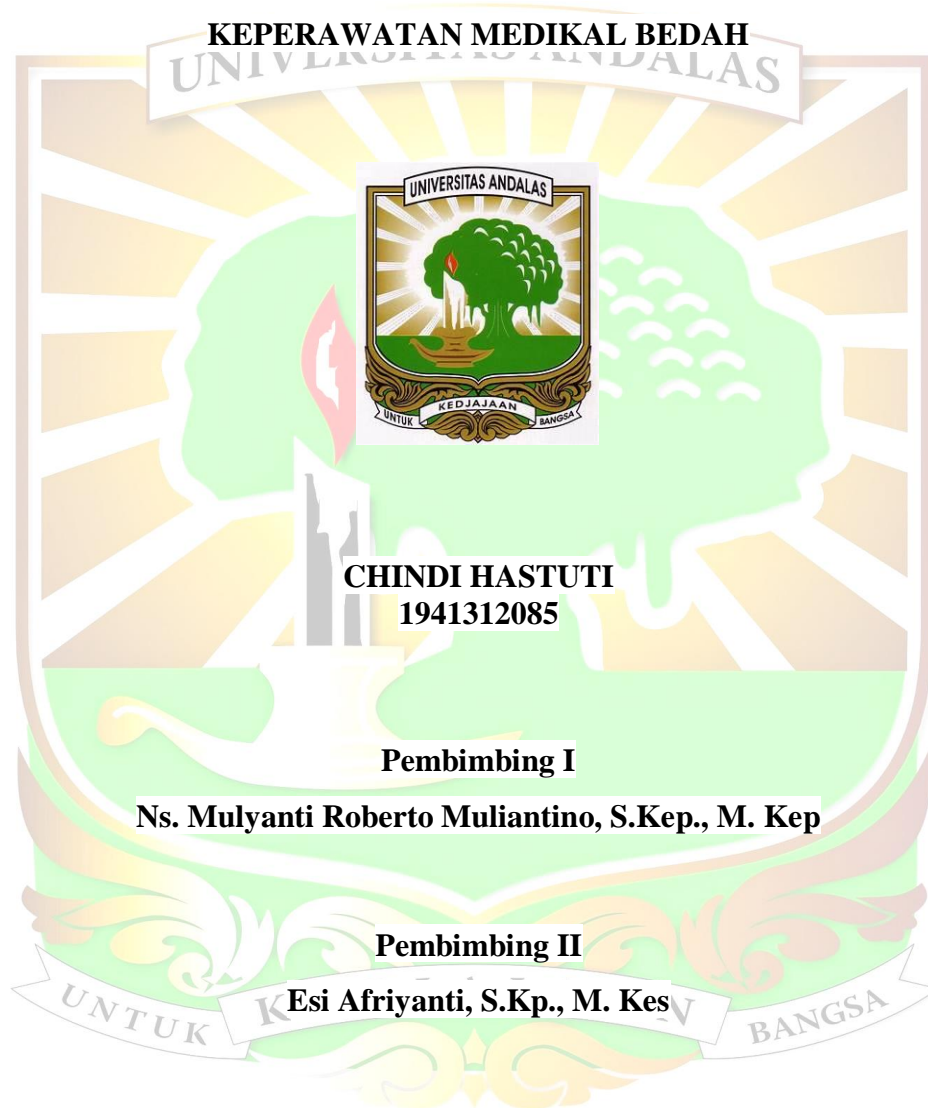 KEPERAWATAN MEDIKAL BEDAH
UNIVERSITAS ANDALAS
UNIVERSITAS ANDALAS
KEDJAJAAN
UNTUK
BANGSA
CHINDI HASTUTI
1941312085
Pembimbing I
Ns. Mulyanti Roberto Muliantino, S.Kep., M. Kep
Pembimbing II
Esi Afriyanti, S.Kp., M. Kes
UNTUK
BANGSA